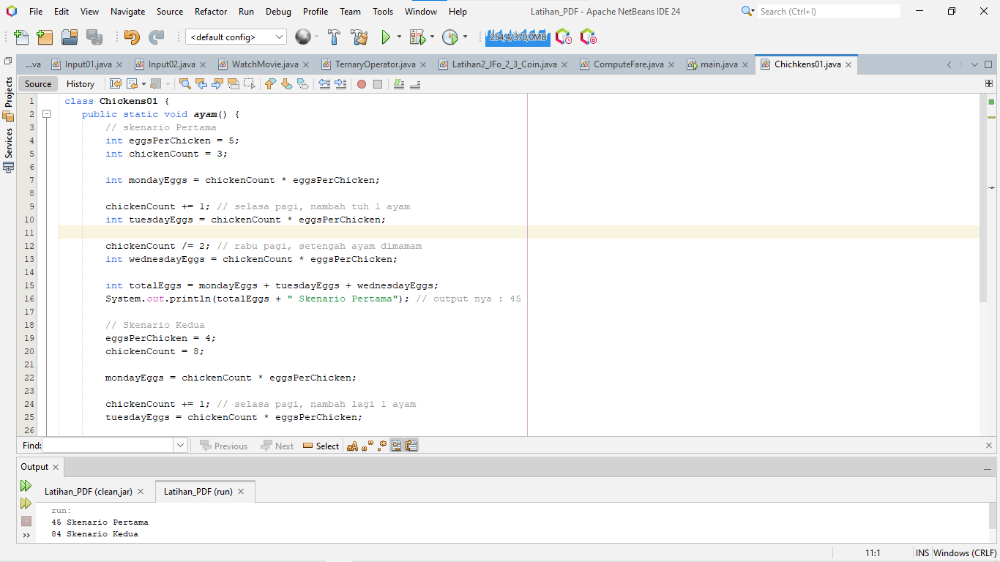 File Edit View Navigate Source Refactor Run Debug Profile Team Tools Window Help Latihan_PDF - Apache NetBeans IDE 24 Search (Ctrl+I)
<default config> 254,4/370,0MB
...va Input01.java Input02.java WatchMovie.java TernaryOperator.java Latihan2_JFo_2_3_Coin.java ComputeFare.java main.java Chichkens01.java
Projects
Services
Source History
1 class Chickens01 {
2 public static void ayam() {
3 // skenario Pertama
4 int eggsPerChicken = 5;
5 int chickenCount = 3;
6
7 int mondayEggs = chickenCount * eggsPerChicken;
8
9 chickenCount += 1; // selasa pagi, nambah tuh 1 ayam
10 int tuesdayEggs = chickenCount * eggsPerChicken;
11
12 chickenCount /= 2; // rabu pagi, setengah ayam dimamam
13 int wednesdayEggs = chickenCount * eggsPerChicken;
14
15 int totalEggs = mondayEggs + tuesdayEggs + wednesdayEggs;
16 System.out.println(totalEggs + " Skenario Pertama"); // output nya : 45
17
18 // Skenario Kedua
19 eggsPerChicken = 4;
20 chickenCount = 8;
21
22 mondayEggs = chickenCount * eggsPerChicken;
23
24 chickenCount += 1; // selasa pagi, nambah lagi 1 ayam
25 tuesdayEggs = chickenCount * eggsPerChicken;
26
Find: Previous Next Select
Output
Latihan_PDF (clean,jar) Latihan_PDF (run)
run:
45 Skenario Pertama
84 Skenario Kedua
11:1 INS Windows (CRLF)